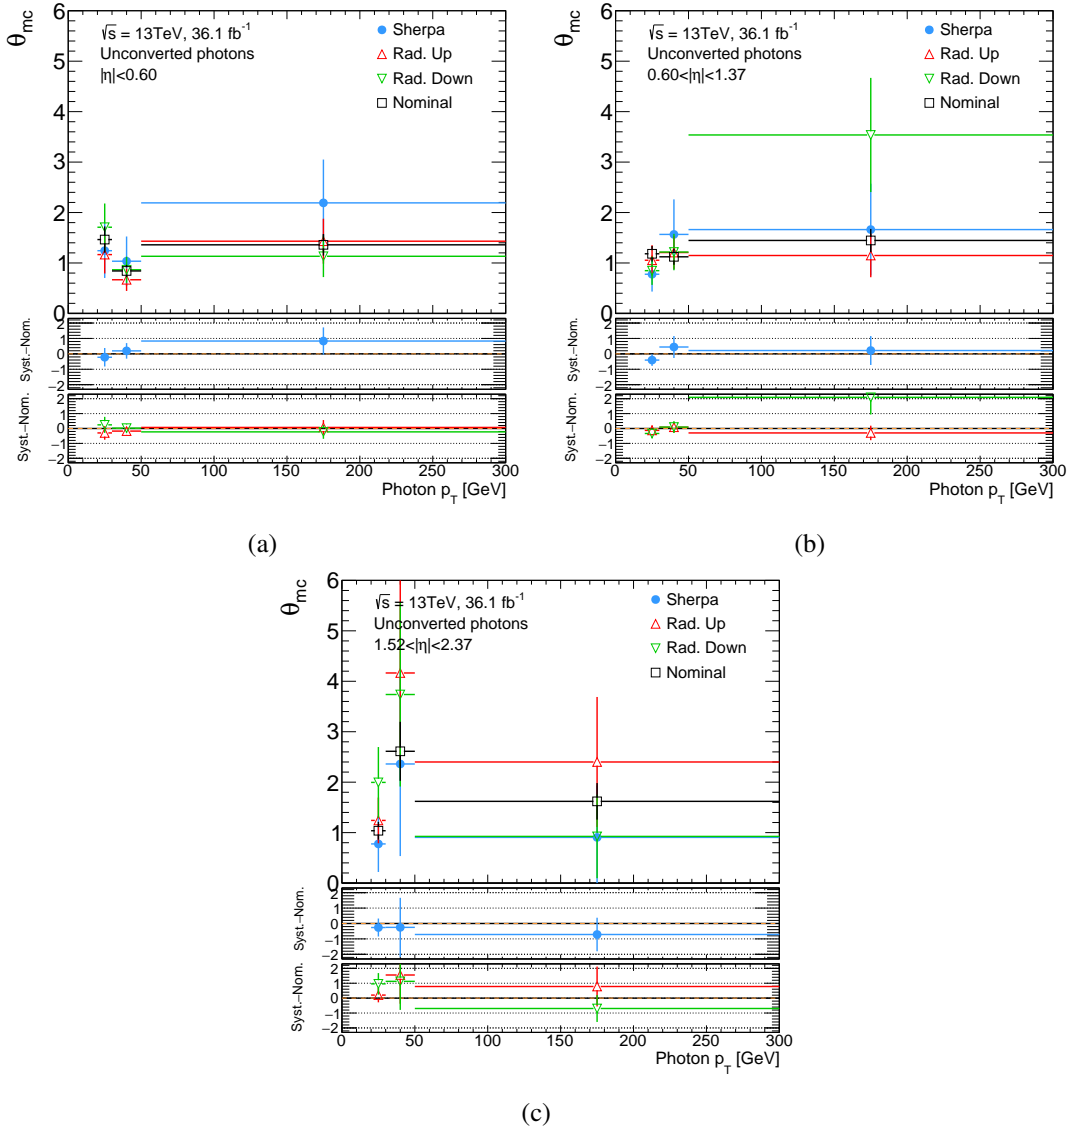 θmc
√s = 13TeV, 36.1 fb⁻¹
Unconverted photons
|η|<0.60
Sherpa
Rad. Up
Rad. Down
Nominal
6
5
4
3
2
1
0
Syst.–Nom.
2
1
0
−1
−2
Syst.–Nom.
2
1
0
−1
−2
0 50 100 150 200 250 300
Photon p_T [GeV]
(a)
θmc
√s = 13TeV, 36.1 fb⁻¹
Unconverted photons
0.60<|η|<1.37
Sherpa
Rad. Up
Rad. Down
Nominal
6
5
4
3
2
1
0
Syst.–Nom.
2
1
0
−1
−2
Syst.–Nom.
2
1
0
−1
−2
0 50 100 150 200 250 300
Photon p_T [GeV]
(b)
θmc
√s = 13TeV, 36.1 fb⁻¹
Unconverted photons
1.52<|η|<2.37
Sherpa
Rad. Up
Rad. Down
Nominal
6
5
4
3
2
1
0
Syst.–Nom.
2
1
0
−1
−2
Syst.–Nom.
2
1
0
−1
−2
0 50 100 150 200 250 300
Photon p_T [GeV]
(c)